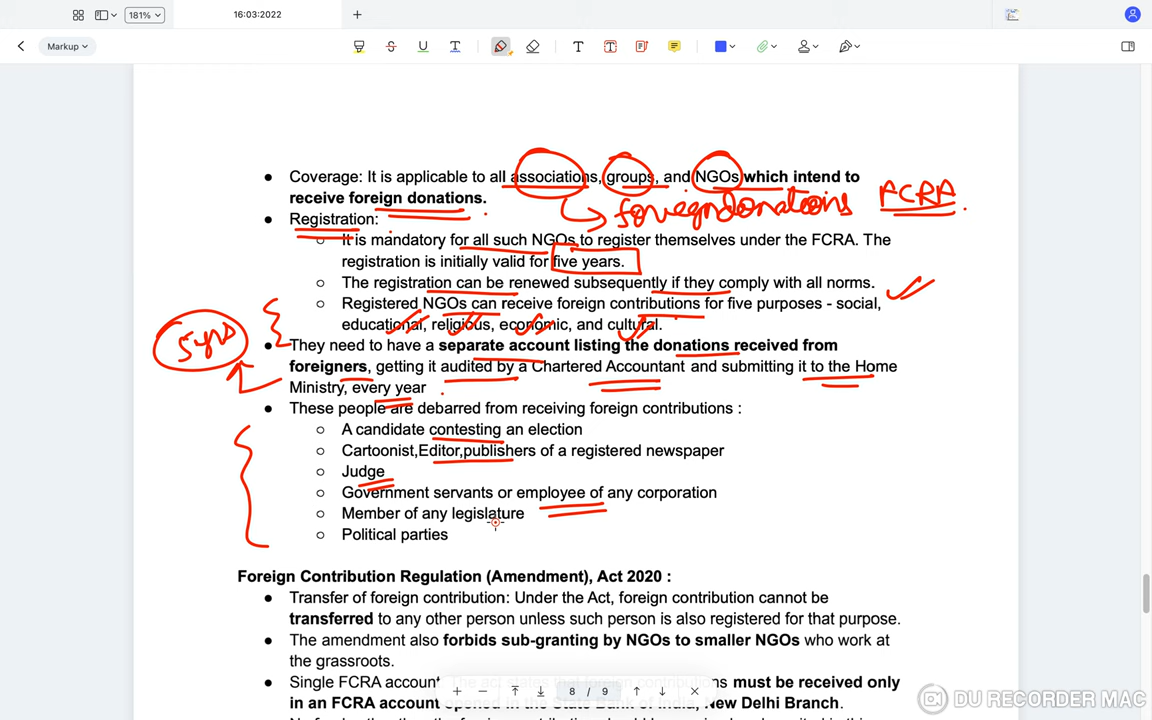 181%
16:03:2022
Markup
Coverage: It is applicable to all associations, groups, and NGOs which intend to
receive foreign donations.
foreign donations
FCRA
Registration:
It is mandatory for all such NGOs to register themselves under the FCRA. The
registration is initially valid for five years.
The registration can be renewed subsequently if they comply with all norms.
Registered NGOs can receive foreign contributions for five purposes - social,
educational, religious, economic, and cultural.
5yrs
They need to have a separate account listing the donations received from
foreigners, getting it audited by a Chartered Accountant and submitting it to the Home
Ministry, every year
These people are debarred from receiving foreign contributions :
A candidate contesting an election
Cartoonist,Editor,publishers of a registered newspaper
Judge
Government servants or employee of any corporation
Member of any legislature
Political parties
Foreign Contribution Regulation (Amendment), Act 2020 :
Transfer of foreign contribution: Under the Act, foreign contribution cannot be
transferred to any other person unless such person is also registered for that purpose.
The amendment also forbids sub-granting by NGOs to smaller NGOs who work at
the grassroots.
Single FCRA account must be received only
in an FCRA account opened in the State Bank of India, New Delhi Branch.
8 / 9
DU RECORDER MAC